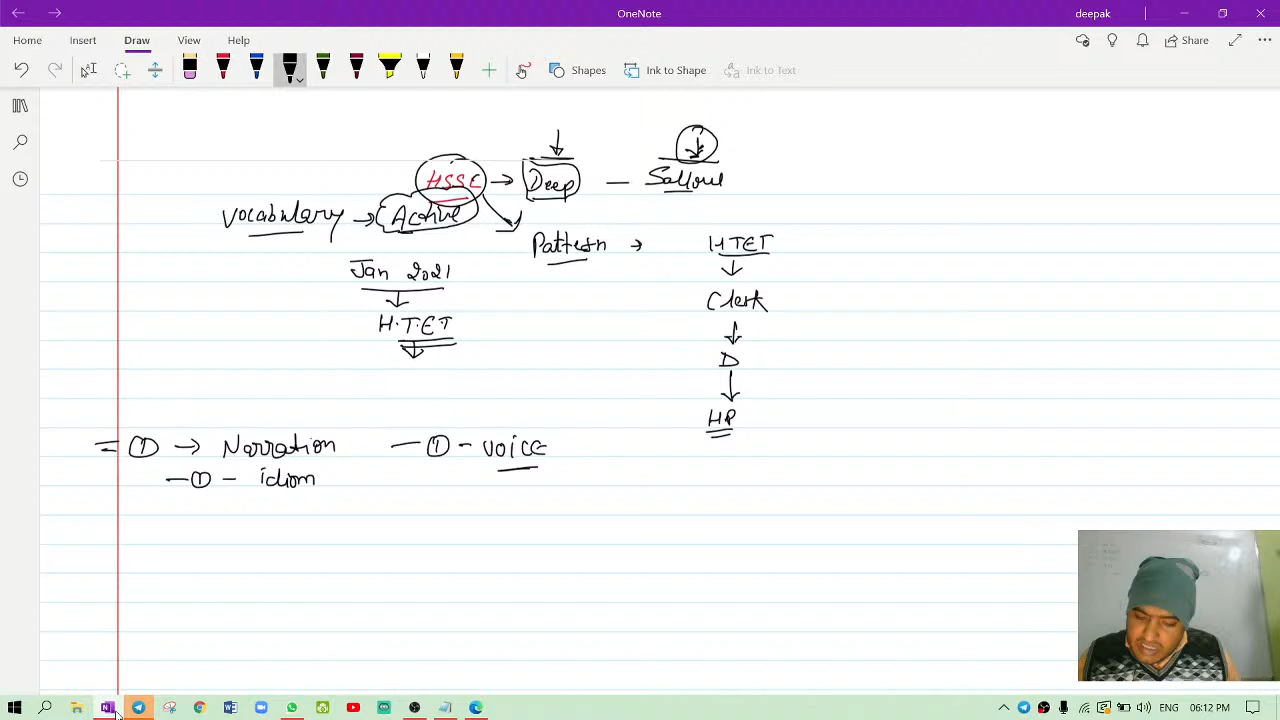 OneNote
deepak
Home Insert Draw View Help
Share
Shapes Ink to Shape Ink to Text
HSSC → Deep —
Vocabulary → Active
Pattern → HTET
Jan 2021
Clerk
H.T.E.T
D
HP
= ① → Narration — ① - voice
— ① - idiom
ENG 06:12 PM